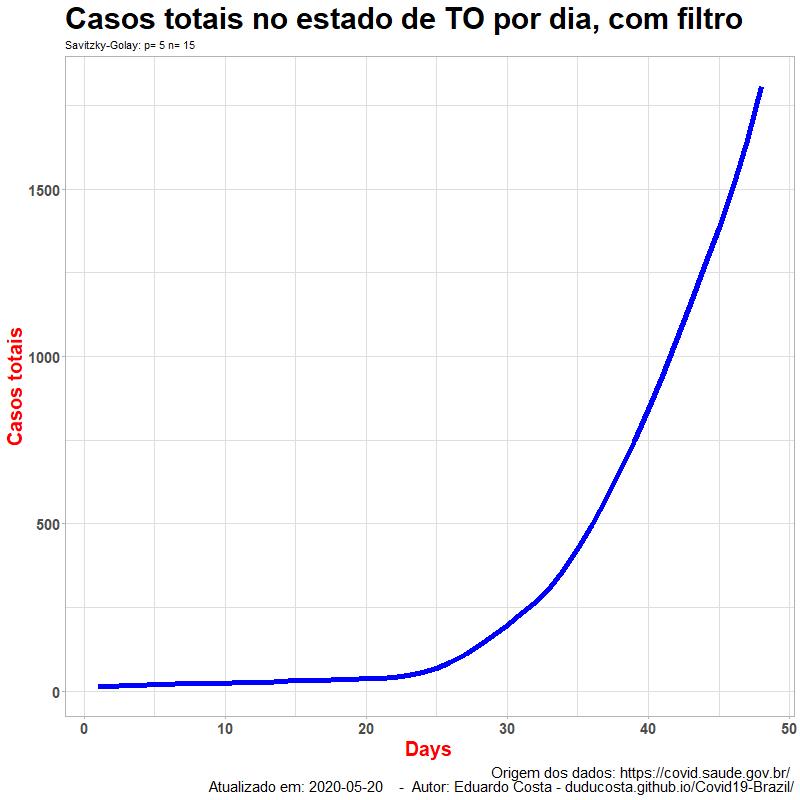 Casos totais no estado de TO por dia, com filtro
Savitzky-Golay: p= 5 n= 15
1500
1000
500
0
Casos totais
0 10 20 30 40 50
Days
Origem dos dados: https://covid.saude.gov.br/
Atualizado em: 2020-05-20 - Autor: Eduardo Costa - duducosta.github.io/Covid19-Brazil/